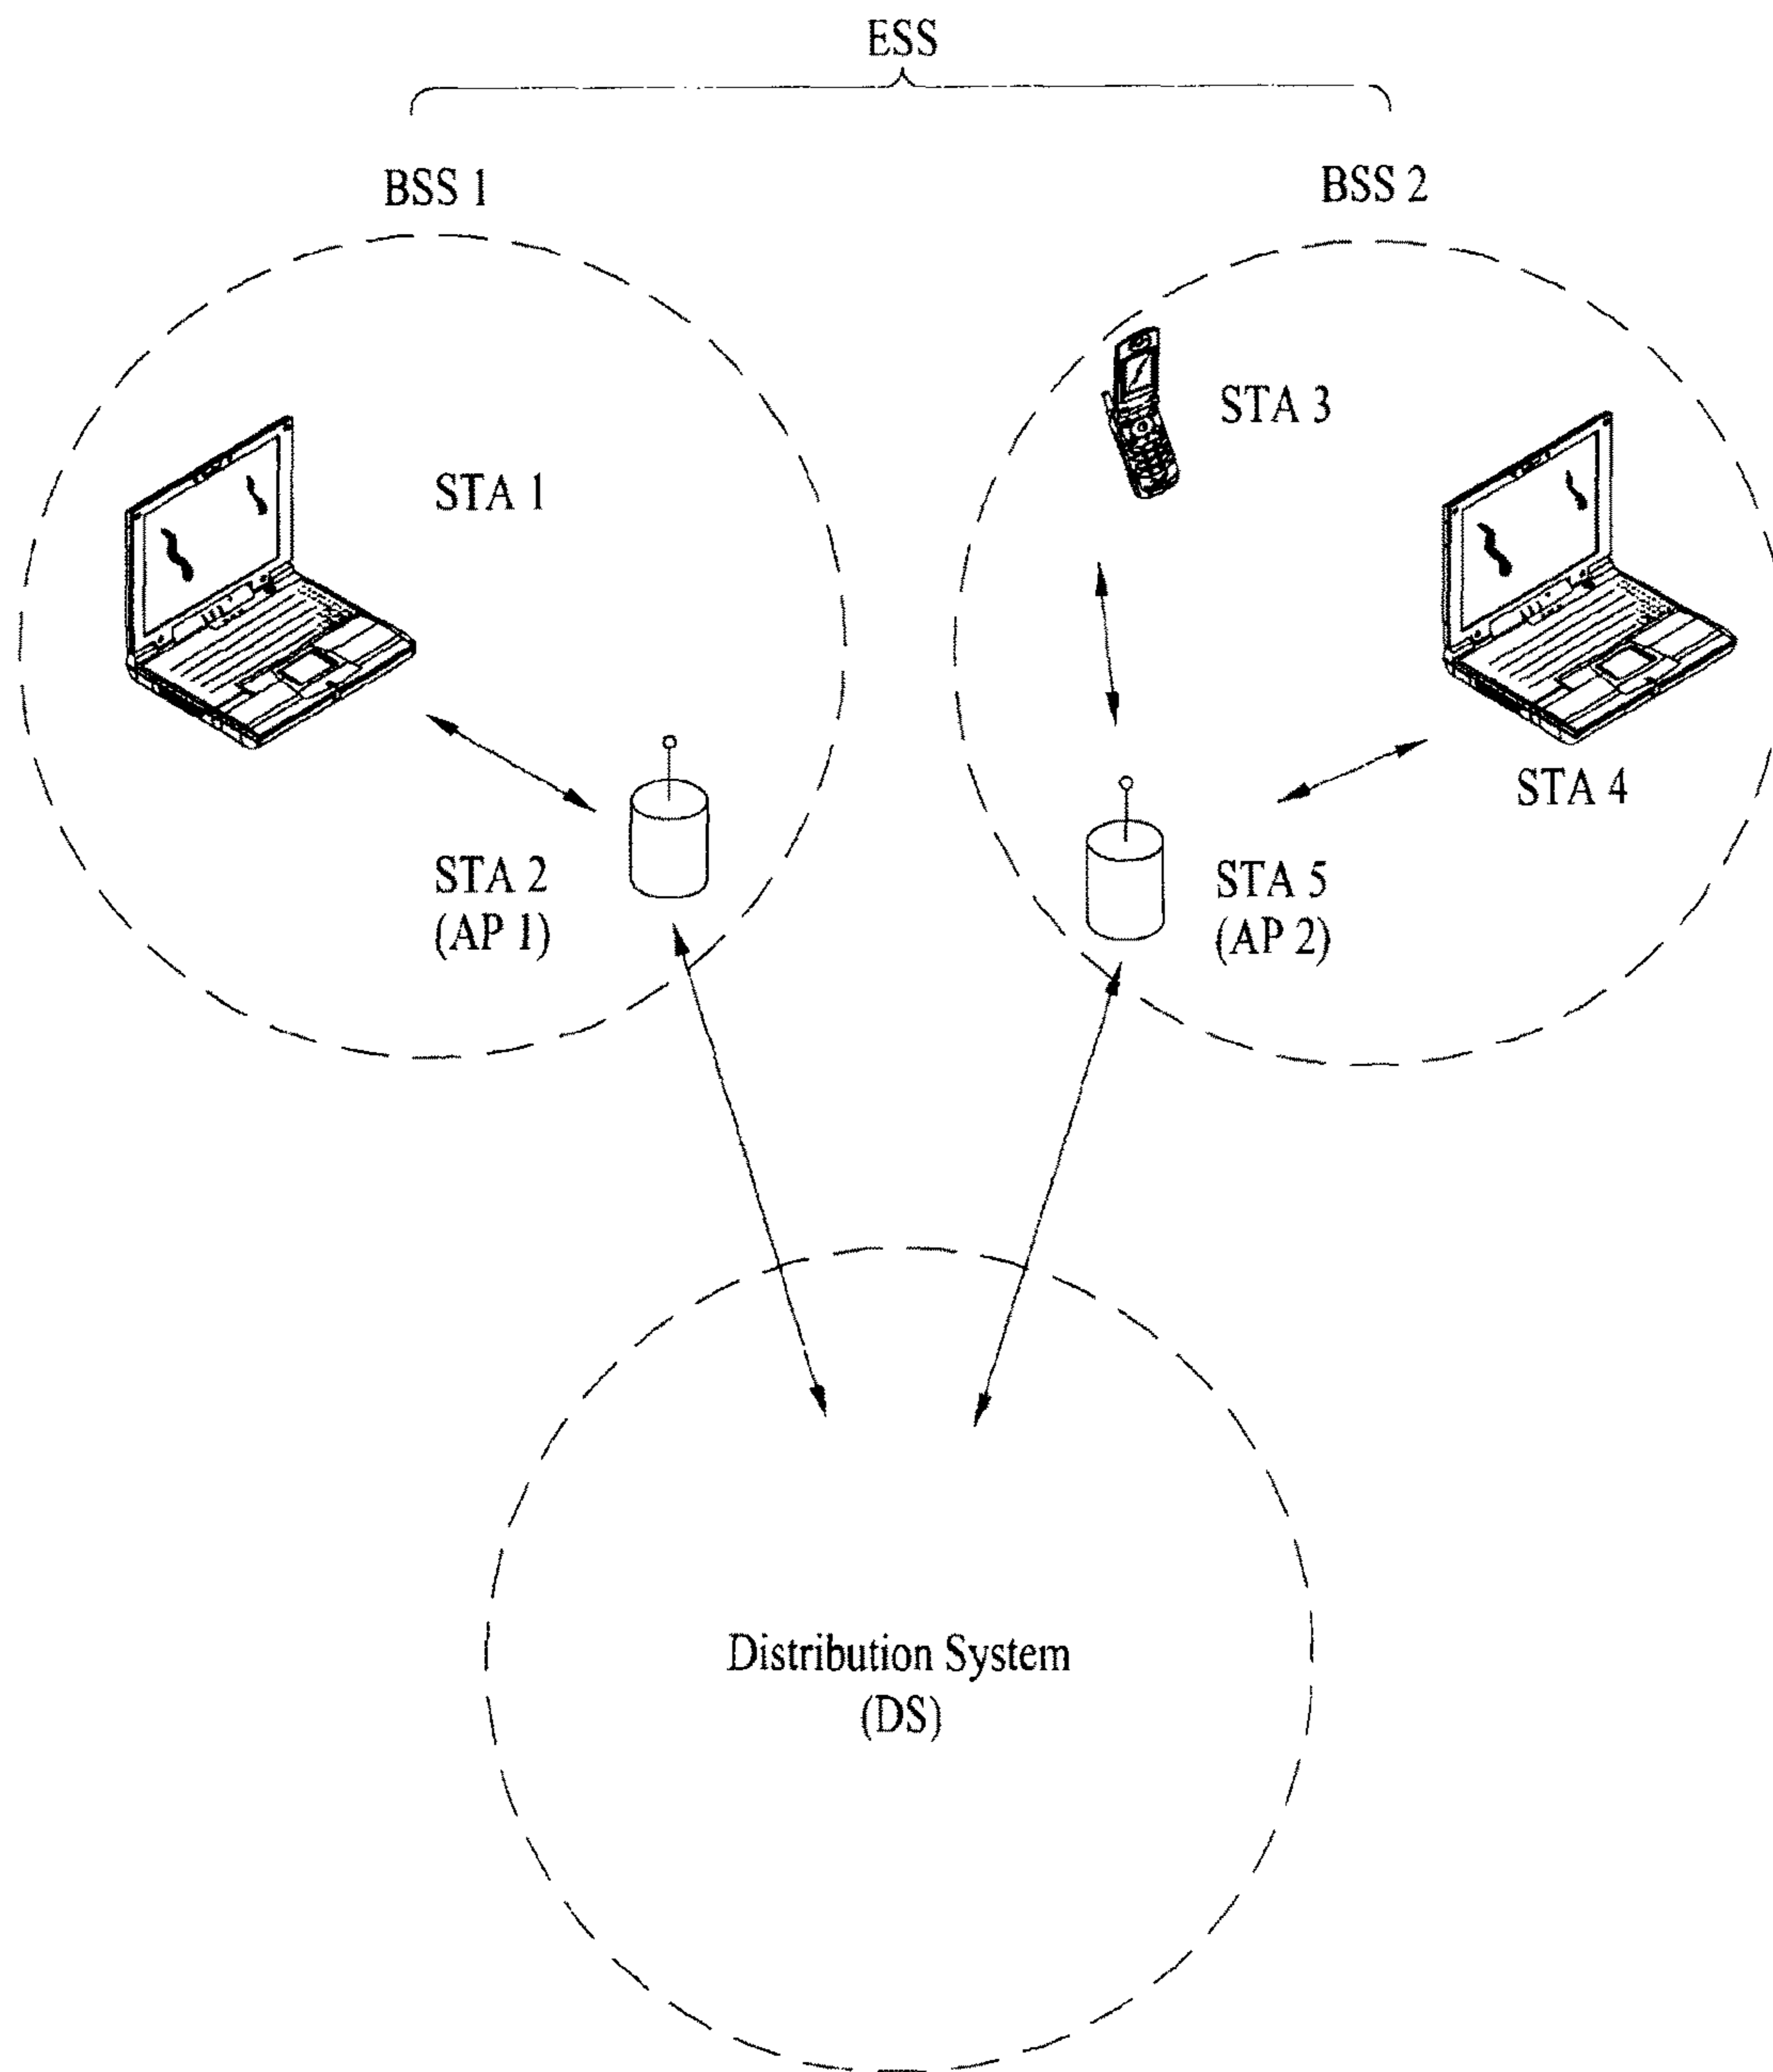 ESS
BSS 1
BSS 2
STA 1
STA 3
STA 4
STA 2
(AP 1)
STA 5
(AP 2)
Distribution System
(DS)